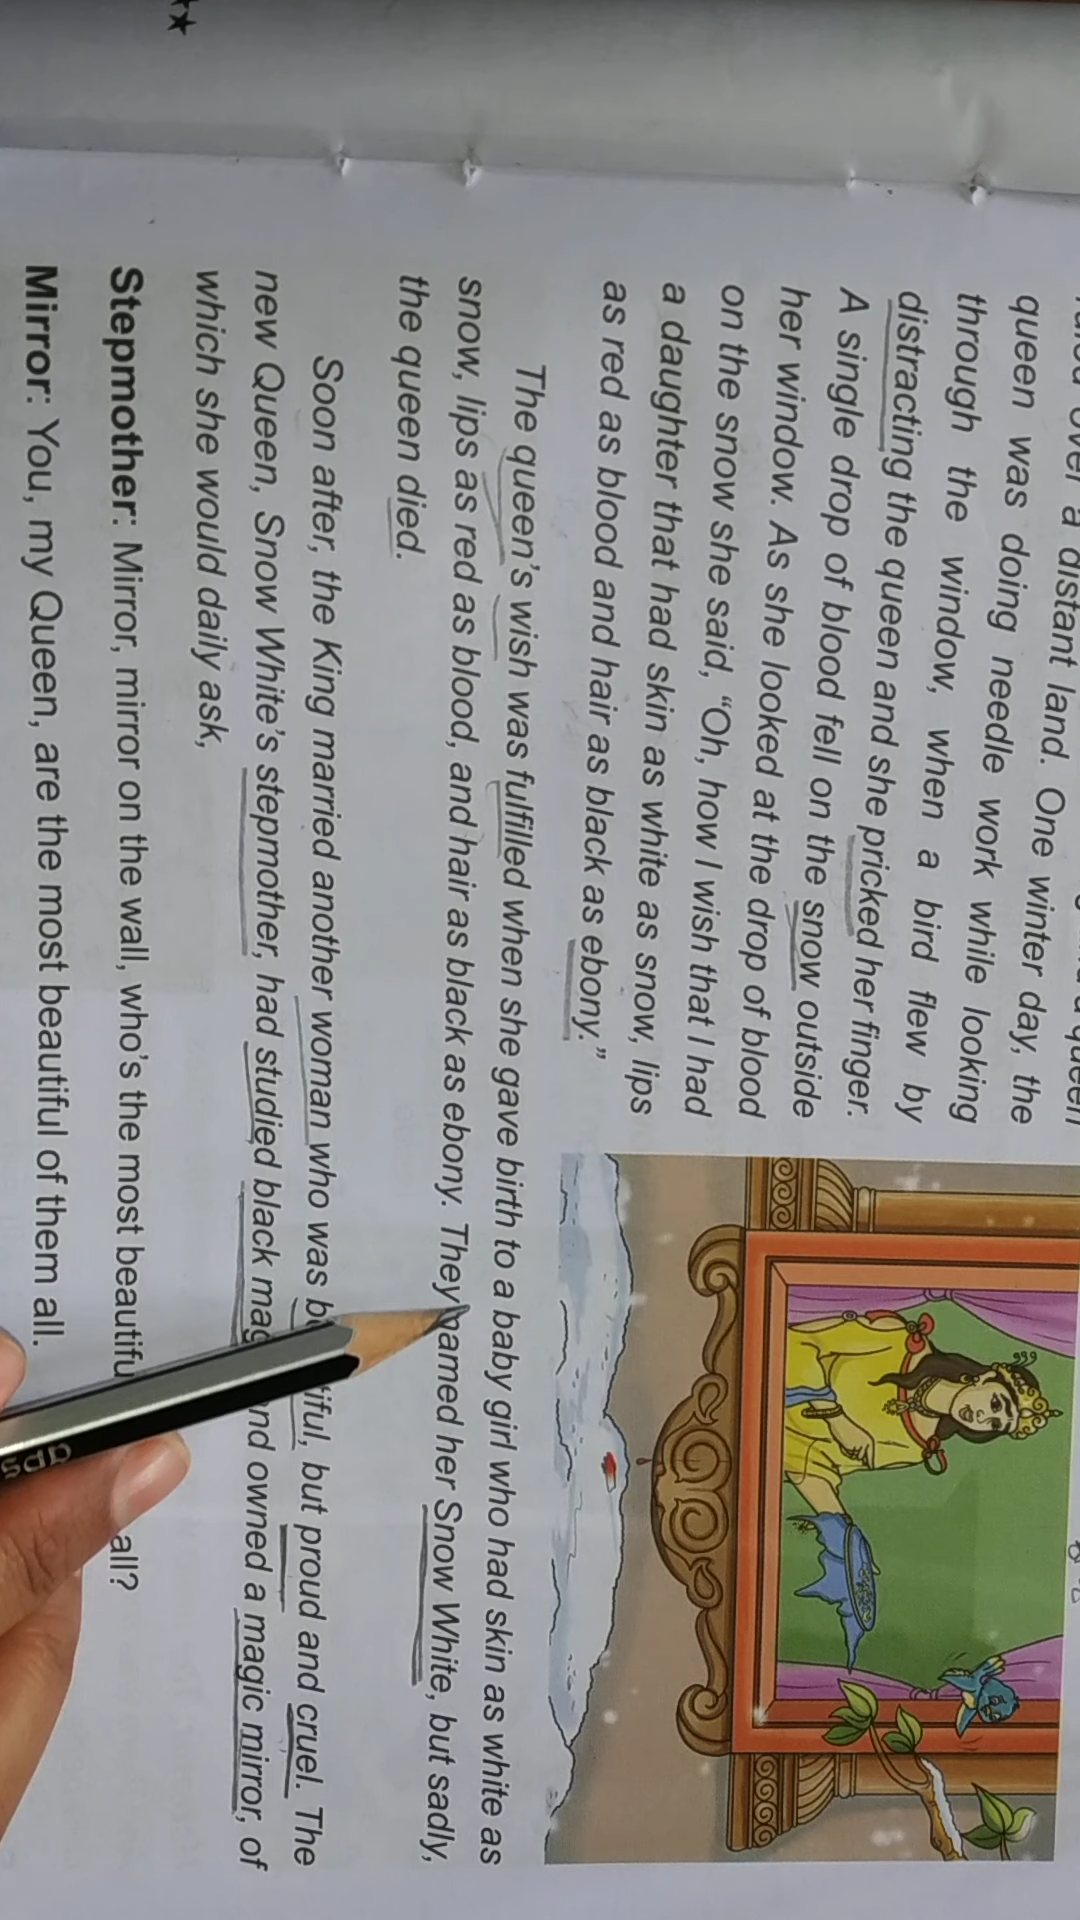 over a distant land. One winter day, the
queen was doing needle work while looking
through the window, when a bird flew by
distracting the queen and she pricked her finger.
A single drop of blood fell on the snow outside
her window. As she looked at the drop of blood
on the snow she said, “Oh, how I wish that I had
a daughter that had skin as white as snow, lips
as red as blood and hair as black as ebony.”
The queen's wish was fulfilled when she gave birth to a baby girl who had skin as white as
snow, lips as red as blood, and hair as black as ebony. They named her Snow White, but sadly,
the queen died.
Soon after, the King married another woman who was but proud and cruel. The
new Queen, Snow White's stepmother, had studied black and owned a magic mirror, of
which she would daily ask,
Stepmother: Mirror, mirror on the wall, who's the most all?
Mirror: You, my Queen, are the most beautiful of them all.